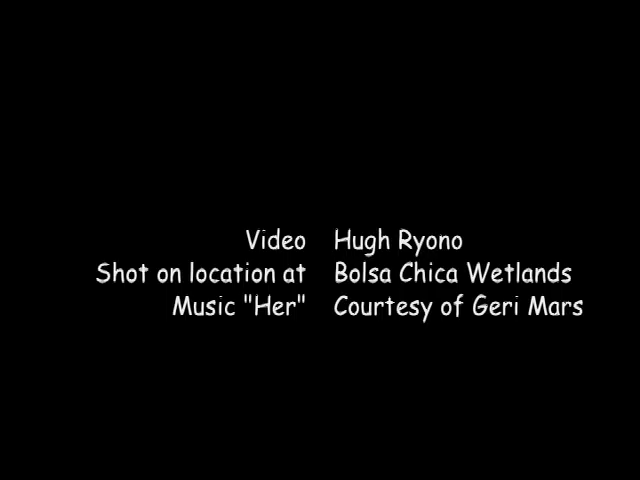 Video Hugh Ryono
Shot on location at Bolsa Chica Wetlands
Music "Her" Courtesy of Geri Mars